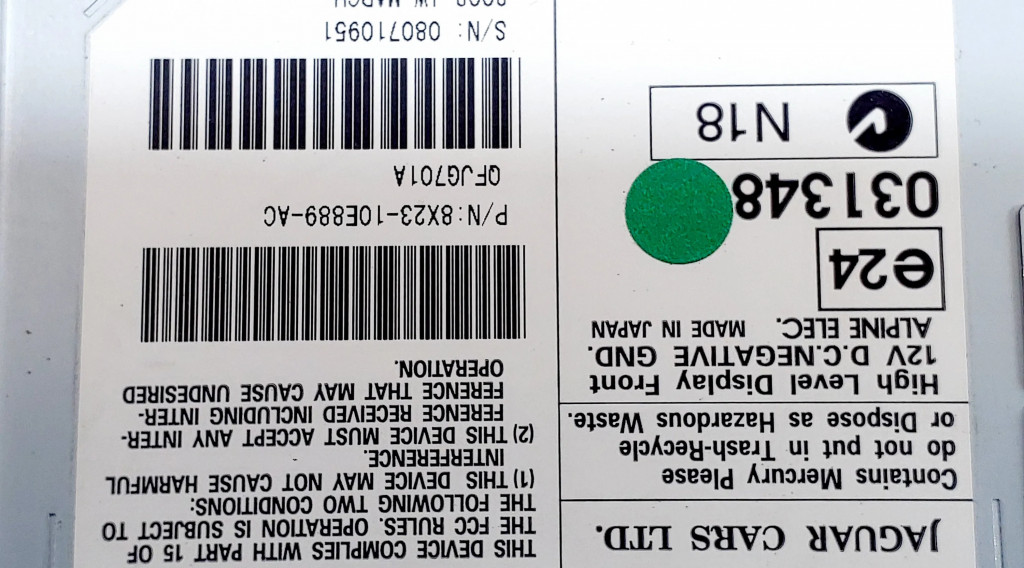 JAGUAR CARS LTD.
Contains Mercury Please
do not put in Trash-Recycle
or Dispose as Hazardous Waste.
High Level Display Front
12V D.C.NEGATIVE GND.
ALPINE ELEC. MADE IN JAPAN
e24
031348
N18
THIS DEVICE COMPLIES WITH PART 15 OF
THE FCC RULES. OPERATION IS SUBJECT TO
THE FOLLOWING TWO CONDITIONS:
(1) THIS DEVICE MAY NOT CAUSE HARMFUL
INTERFERENCE.
(2) THIS DEVICE MUST ACCEPT ANY INTER-
FERENCE RECEIVED INCLUDING INTER-
FERENCE THAT MAY CAUSE UNDESIRED
OPERATION.
P/N:8X23-10E889-AC
QFJG701A
S/N: 080710951
MARCH